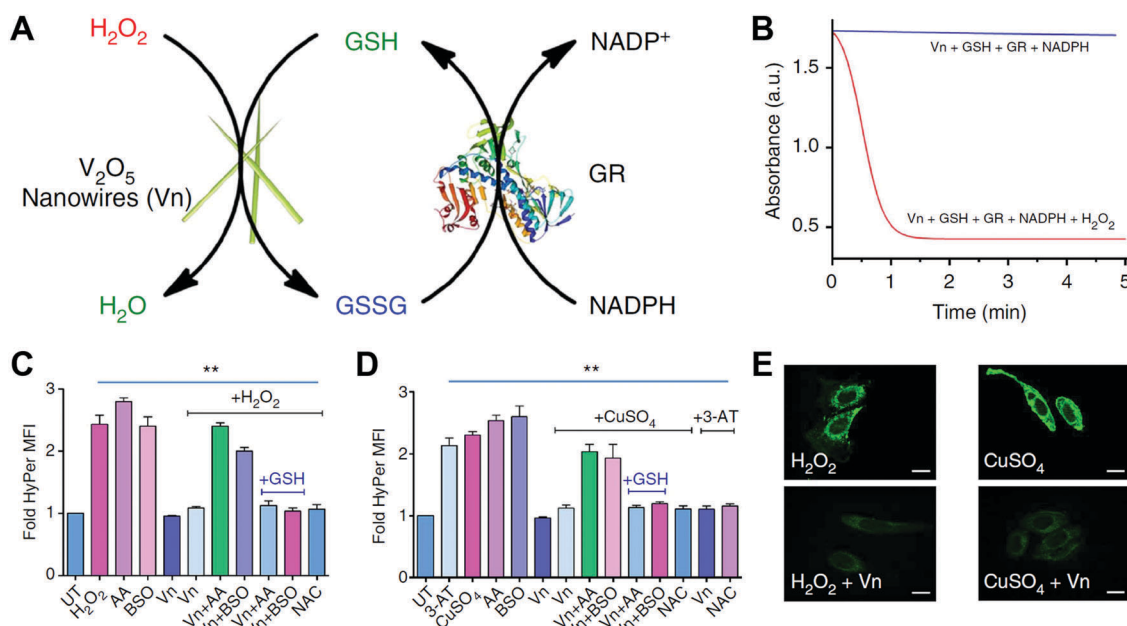 A
H₂O₂
GSH
NADP⁺
V₂O₅
Nanowires (Vn)
GR
H₂O
GSSG
NADPH
B
Absorbance (a.u.)
1.5
1.0
0.5
Vn + GSH + GR + NADPH
Vn + GSH + GR + NADPH + H₂O₂
0 1 2 3 4 5
Time (min)
C
Fold HyPer MFI
3
2
1
0
**
+H₂O₂
+GSH
UT
H₂O₂
AA
BSO
Vn
Vn
Vn+AA
Vn+BSO
Vn+AA
Vn+BSO
NAC
D
Fold HyPer MFI
3
2
1
0
**
+CuSO₄
+3-AT
+GSH
UT
3-AT
CuSO₄
AA
BSO
Vn
Vn
Vn+AA
Vn+BSO
Vn+AA
Vn+BSO
NAC
Vn
NAC
E
H₂O₂
CuSO₄
H₂O₂ + Vn
CuSO₄ + Vn